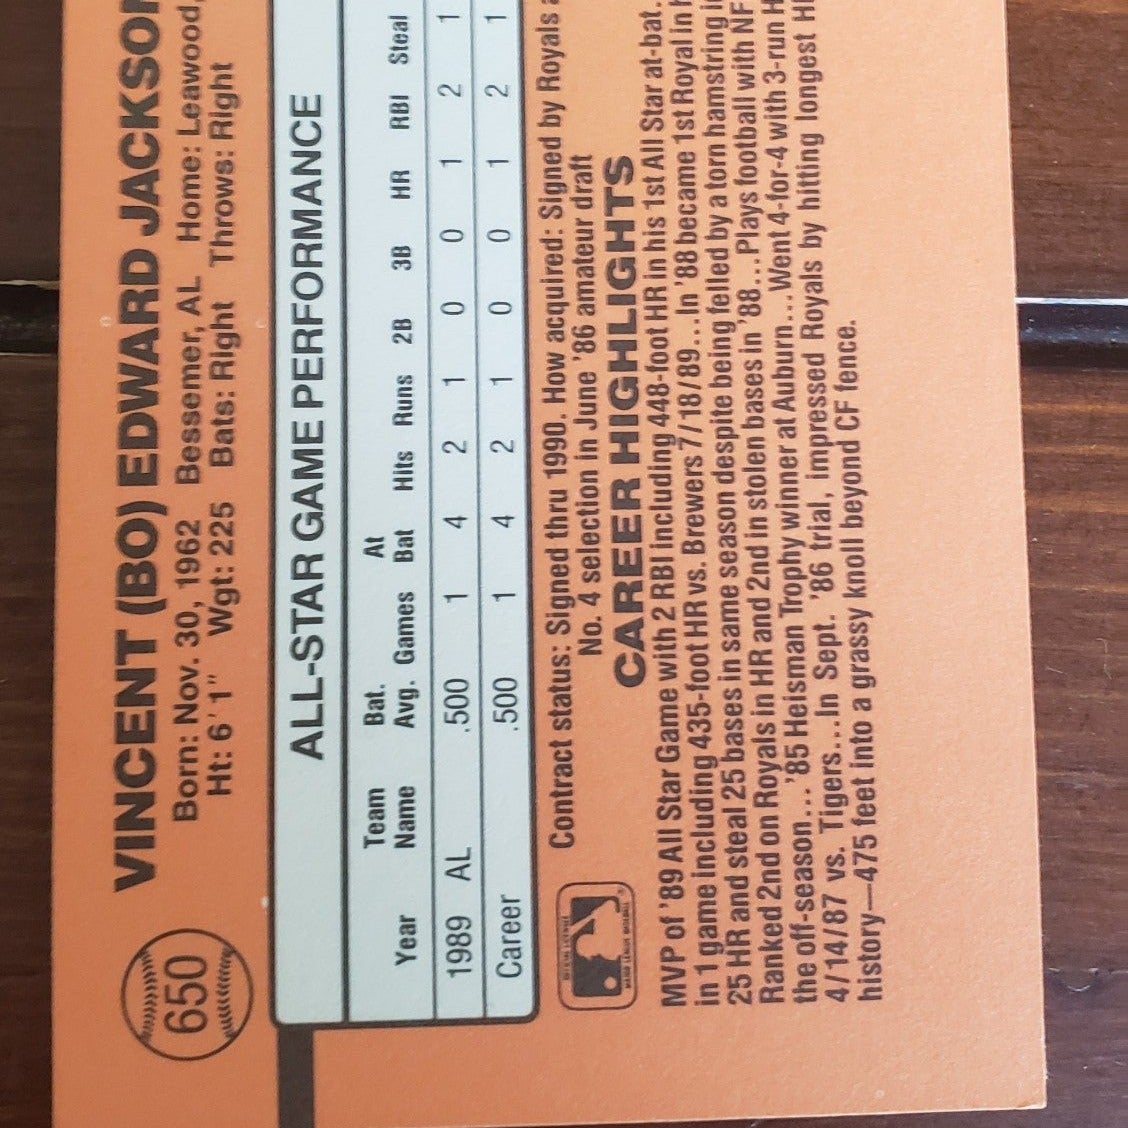 650
VINCENT (BO) EDWARD JACKSON
Born: Nov. 30, 1962 Bessemer, AL Home: Leawood,
Ht: 6'1" Wgt: 225 Bats: Right Throws: Right
ALL-STAR GAME PERFORMANCE
Team Bat. At
Year Name Avg. Games Bat Hits Runs 2B 3B HR RBI Steal
1989 AL .500 1 4 2 1 0 0 1 2 1
Career .500 1 4 2 1 0 0 1 2 1
Contract status: Signed thru 1990. How acquired: Signed by Royals
No. 4 selection in June '86 amateur draft
CAREER HIGHLIGHTS
MVP of '89 All Star Game with 2 RBI including 448-foot HR in his 1st All Star at-bat.
in 1 game including 435-foot HR vs. Brewers 7/18/89...In '88 became 1st Royal in
25 HR and steal 25 bases in same season despite being felled by a torn hamstring
Ranked 2nd on Royals in HR and 2nd in stolen bases in '88...Plays football with NF
the off-season...'85 Heisman Trophy winner at Auburn...Went 4-for-4 with 3-run H
4/14/87 vs. Tigers...In Sept. '86 trial, impressed Royals by hitting longest H
history—475 feet into a grassy knoll beyond CF fence.